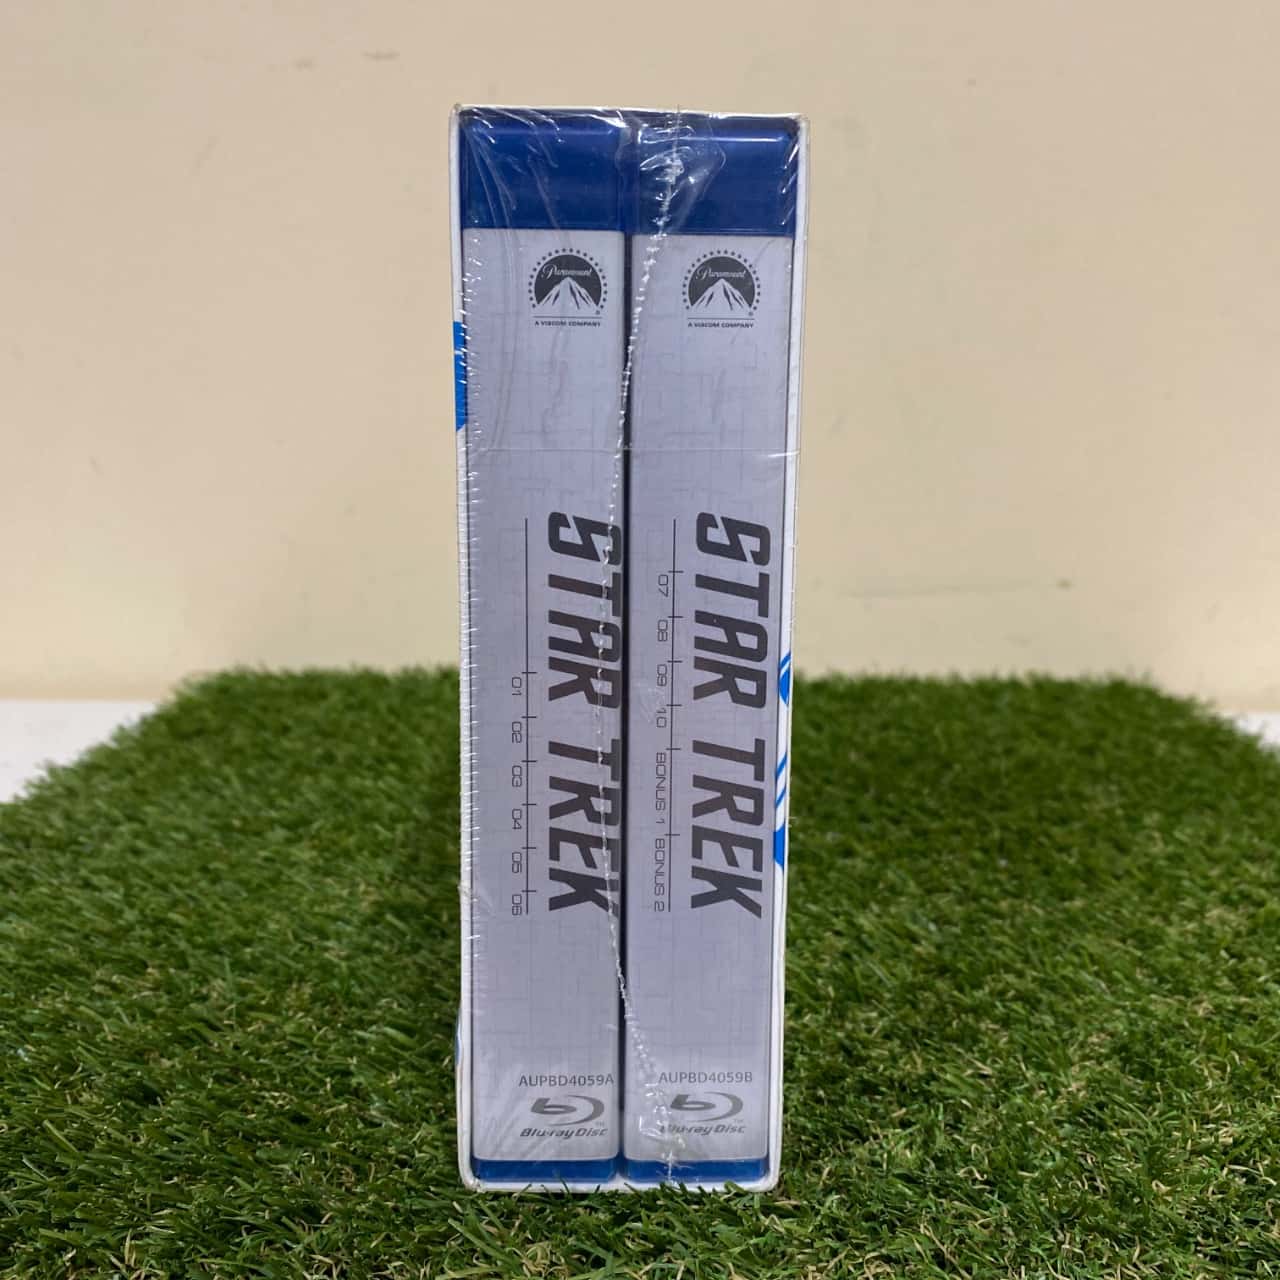 Paramount
A VIACOM COMPANY
STAR TREK
01 02 03 04 05 06
AUPBD4059A
Blu-ray Disc
Paramount
A VIACOM COMPANY
STAR TREK
07 08 09 10 BONUS 1 BONUS 2
AUPBD4059B
Blu-ray Disc